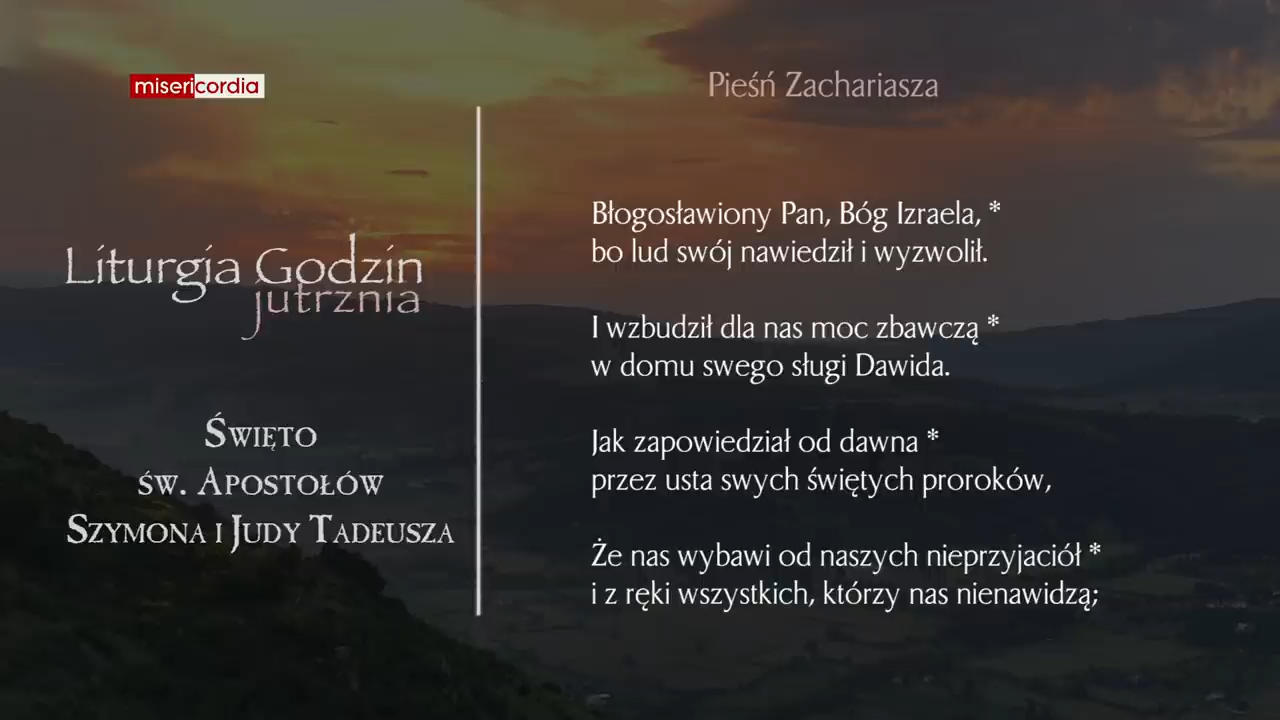 misericordia
Liturgia Godzin
jutrznia
Święto
św. Apostołów
Szymona i Judy Tadeusza
Pieśń Zachariasza
Błogosławiony Pan, Bóg Izraela, *
bo lud swój nawiedził i wyzwolił.
I wzbudził dla nas moc zbawczą *
w domu swego sługi Dawida.
Jak zapowiedział od dawna *
przez usta swych świętych proroków,
Że nas wybawi od naszych nieprzyjaciół *
i z ręki wszystkich, którzy nas nienawidzą;